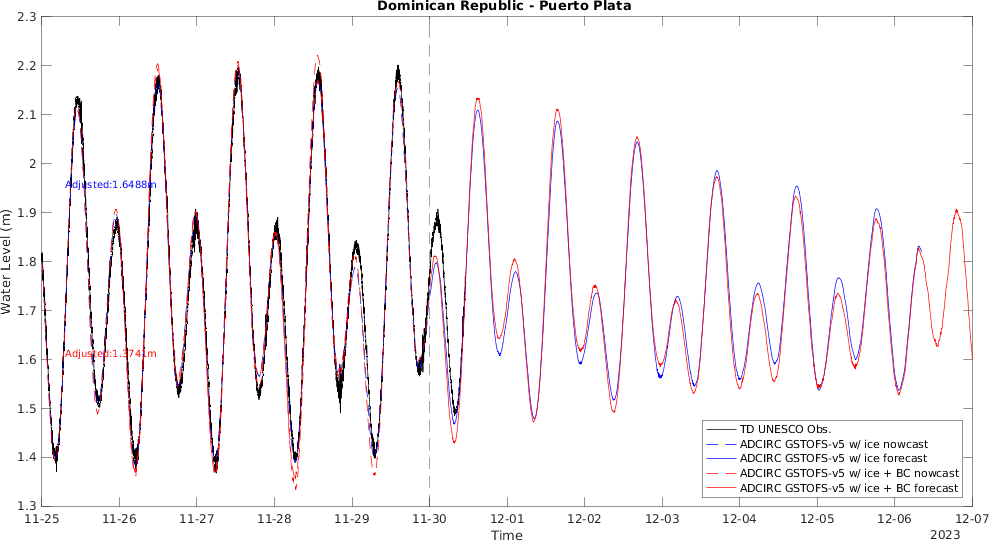 Dominican Republic - Puerto Plata
Water Level (m)
2.3
2.2
2.1
2
1.9
1.8
1.7
1.6
1.5
1.4
1.3
Adjusted:1.6488m
Adjusted:1.3741m
TD UNESCO Obs.
ADCIRC GSTOFS-v5 w/ ice nowcast
ADCIRC GSTOFS-v5 w/ ice forecast
ADCIRC GSTOFS-v5 w/ ice + BC nowcast
ADCIRC GSTOFS-v5 w/ ice + BC forecast
11-25 11-26 11-27 11-28 11-29 11-30 12-01 12-02 12-03 12-04 12-05 12-06 12-07
Time
2023